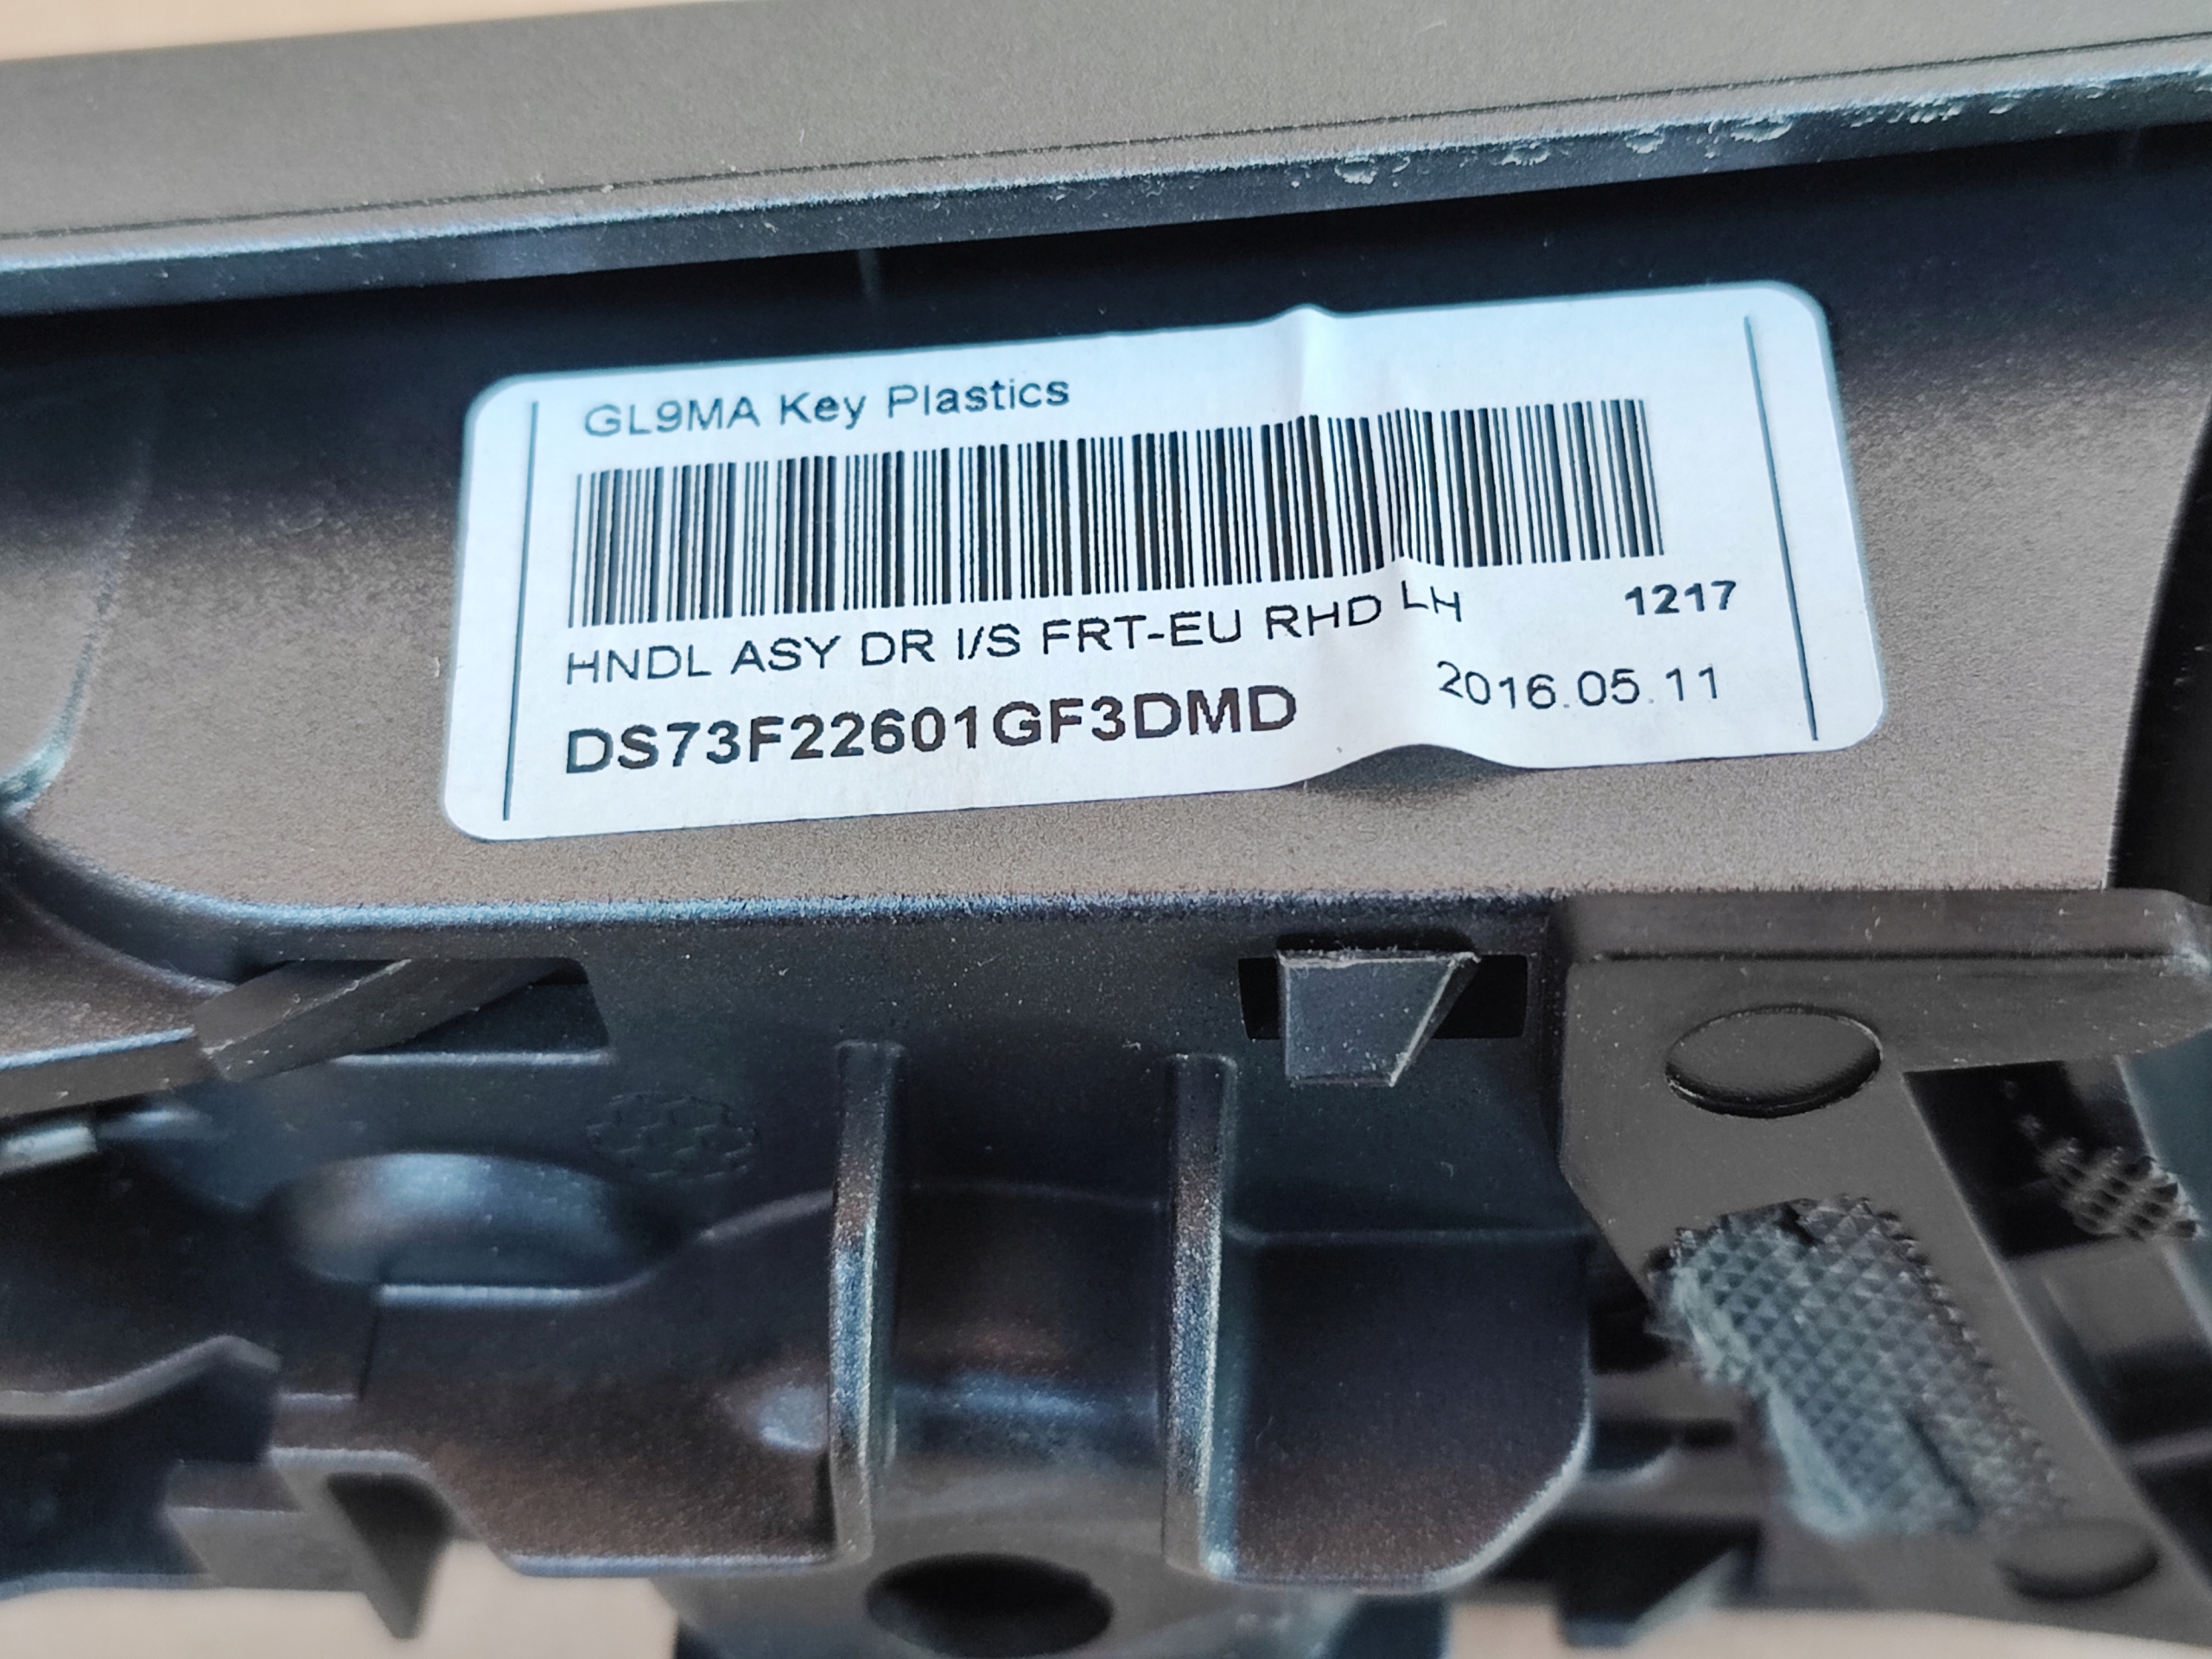 GL9MA Key Plastics
HNDL ASY DR I/S FRT-EU RHD LH 1217
DS73F22601GF3DMD 2016.05.11